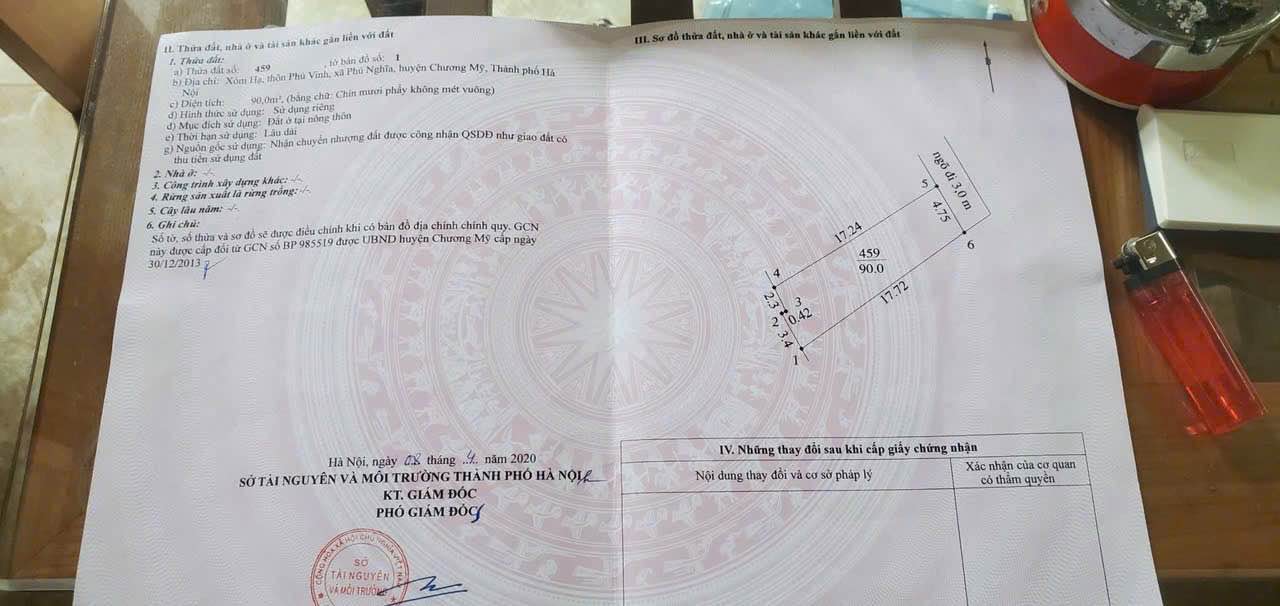 II. Thửa đất, nhà ở và tài sản khác gắn liền với đất
1. Thửa đất:
a) Thửa đất số: 459 , tờ bản đồ số: 1
b) Địa chỉ: Xóm Hạ, thôn Phú Vinh, xã Phú Nghĩa, huyện Chương Mỹ, Thành phố Hà
Nội
c) Diện tích: 90,0m², (bằng chữ: Chín mươi phẩy không mét vuông)
d) Hình thức sử dụng: Sử dụng riêng
đ) Mục đích sử dụng: Đất ở tại nông thôn
e) Thời hạn sử dụng: Lâu dài
g) Nguồn gốc sử dụng: Nhận chuyển nhượng đất được công nhận QSDĐ như giao đất có
thu tiền sử dụng đất
2. Nhà ở: -/-
3. Công trình xây dựng khác: -/-
4. Rừng sản xuất là rừng trồng: -/-
5. Cây lâu năm: -/-
6. Ghi chú:
Số tờ, số thửa và sơ đồ sẽ được điều chỉnh khi có bản đồ địa chính chính quy. GCN
này được cấp đổi từ GCN số BP 985519 được UBND huyện Chương Mỹ cấp ngày
30/12/2013
Hà Nội, ngày 08 tháng 4 năm 2020
SỞ TÀI NGUYÊN VÀ MÔI TRƯỜNG THÀNH PHỐ HÀ NỘI
KT. GIÁM ĐỐC
PHÓ GIÁM ĐỐC
CỘNG HÒA XÃ HỘI CHỦ NGHĨA VIỆT NAM
SỞ
TÀI NGUYÊN
VÀ MÔI TRƯỜNG
III. Sơ đồ thửa đất, nhà ở và tài sản khác gắn liền với đất
ngõ đi 3,0 m
5
4.75
6
17.24
459
90.0
17.72
4
2.3
3
2
0.42
3.4
1
IV. Những thay đổi sau khi cấp giấy chứng nhận
Nội dung thay đổi và cơ sở pháp lý
Xác nhận của cơ quan
có thẩm quyền